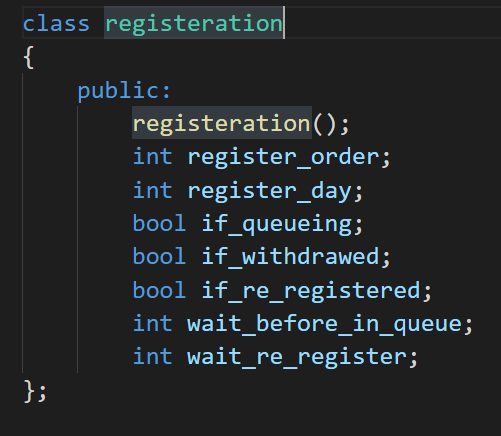 class registeration
{
public:
registeration();
int register_order;
int register_day;
bool if_queueing;
bool if_withdrawed;
bool if_re_registered;
int wait_before_in_queue;
int wait_re_register;
};